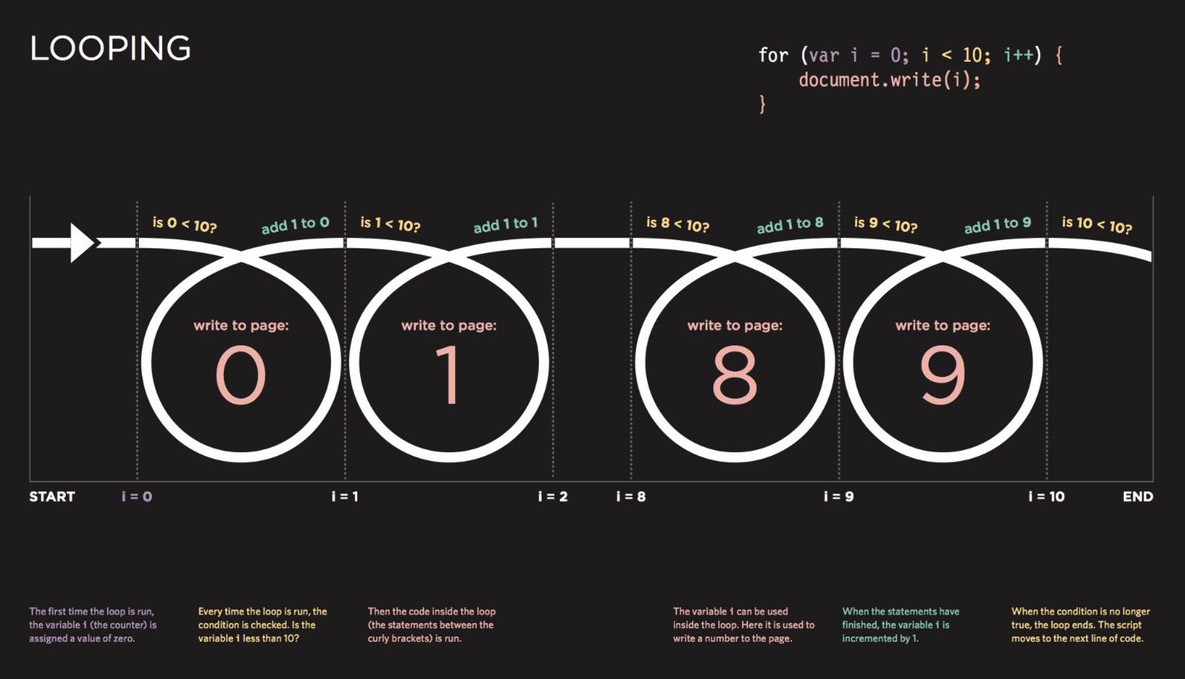 LOOPING
for (var i = 0; i < 10; i++) {
    document.write(i);
}
is 0 < 10?
add 1 to 0
is 1 < 10?
add 1 to 1
is 8 < 10?
add 1 to 8
is 9 < 10?
add 1 to 9
is 10 < 10?
write to page:
0
write to page:
1
write to page:
8
write to page:
9
START
i = 0
i = 1
i = 2
i = 8
i = 9
i = 10
END
The first time the loop is run,
the variable i (the counter) is
assigned a value of zero.
Every time the loop is run, the
condition is checked. Is the
variable i less than 10?
Then the code inside the loop
(the statements between the
curly brackets) is run.
The variable i can be used
inside the loop. Here it is used to
write a number to the page.
When the statements have
finished, the variable i is
incremented by 1.
When the condition is no longer
true, the loop ends. The script
moves to the next line of code.